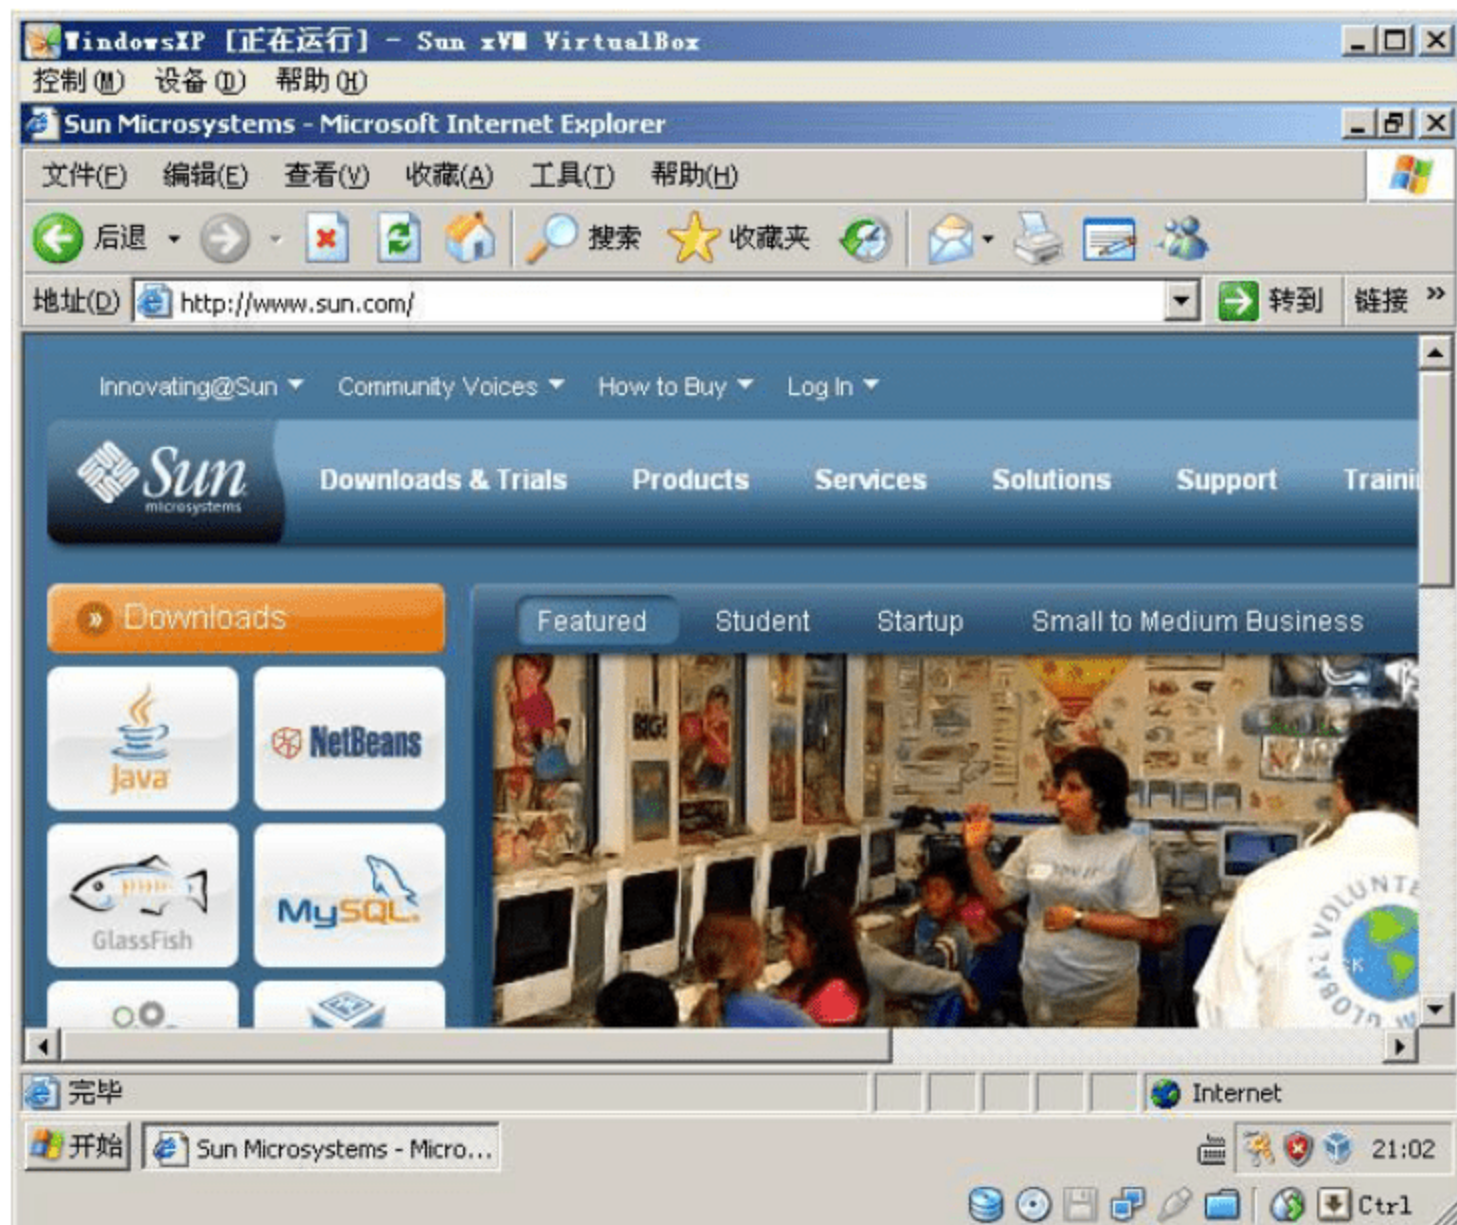 WindowsXP [正在运行] - Sun xVM VirtualBox
控制(M) 设备(D) 帮助(H)
Sun Microsystems - Microsoft Internet Explorer
文件(F) 编辑(E) 查看(V) 收藏(A) 工具(T) 帮助(H)
后退 搜索 收藏夹
地址(D) http://www.sun.com/ 转到 链接 »
Innovating@Sun Community Voices How to Buy Log In
Sun
microsystems
Downloads & Trials Products Services Solutions Support Traini
» Downloads
Featured Student Startup Small to Medium Business
Java
NetBeans
GlassFish
MySQL
BIG!
GLOBAL VOLUNTE
完毕 Internet
开始 Sun Microsystems - Micro... 21:02
Ctrl